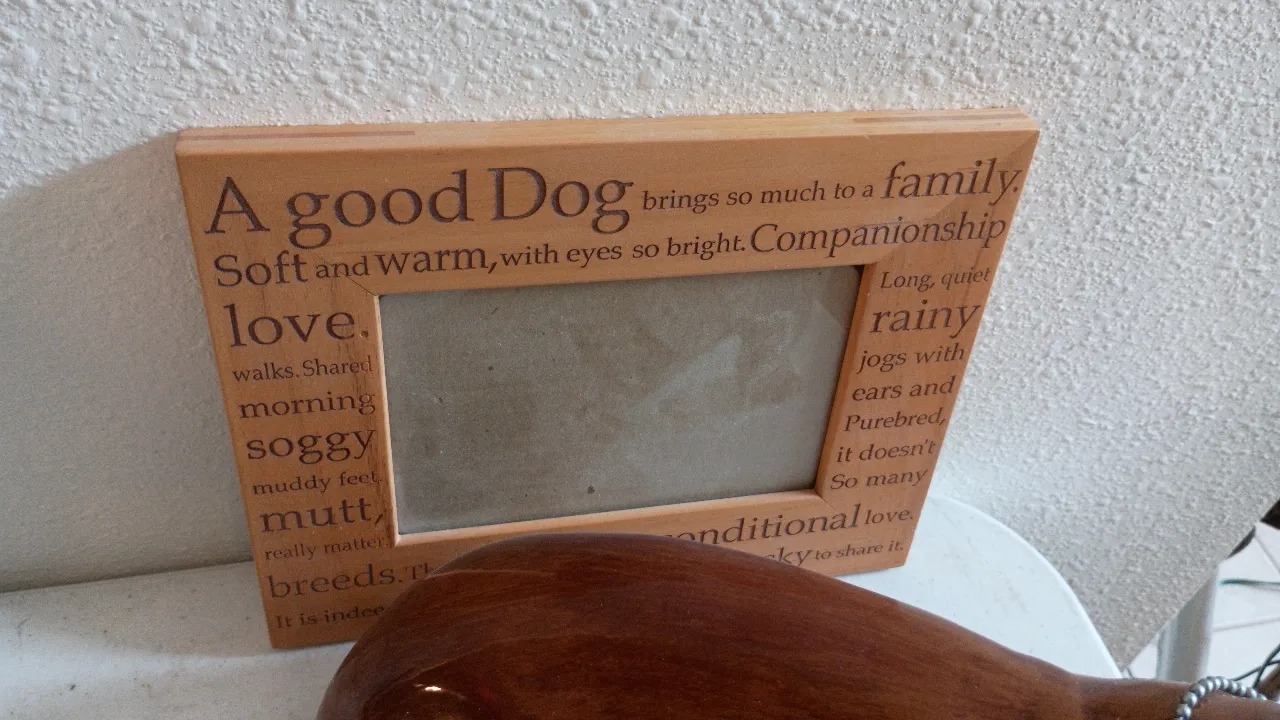 A good Dog brings so much to a family.
Soft and warm, with eyes so bright. Companionship
love. Long, quiet
walks. Shared rainy
morning jogs with
soggy ears and
muddy feet. Purebred,
mutt, it doesn't
really matter. So many
breeds. conditional love.
It is to share it.